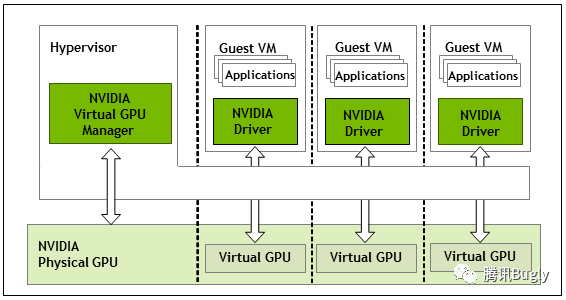 Hypervisor
NVIDIA
Virtual GPU
Manager
Guest VM
Applications
NVIDIA
Driver
Guest VM
Applications
NVIDIA
Driver
Guest VM
Applications
NVIDIA
Driver
NVIDIA
Physical GPU
Virtual GPU
Virtual GPU
Virtual GPU
腾讯Bugly